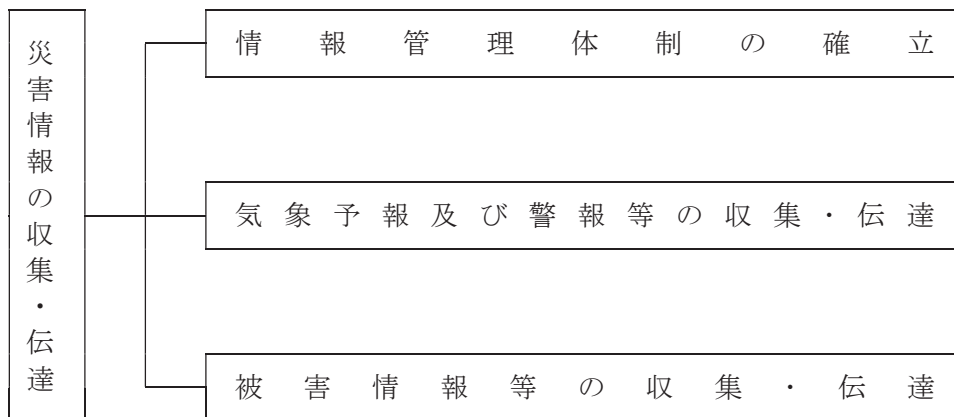 災害情報の収集・伝達
情報管理体制の確立
気象予報及び警報等の収集・伝達
被害情報等の収集・伝達